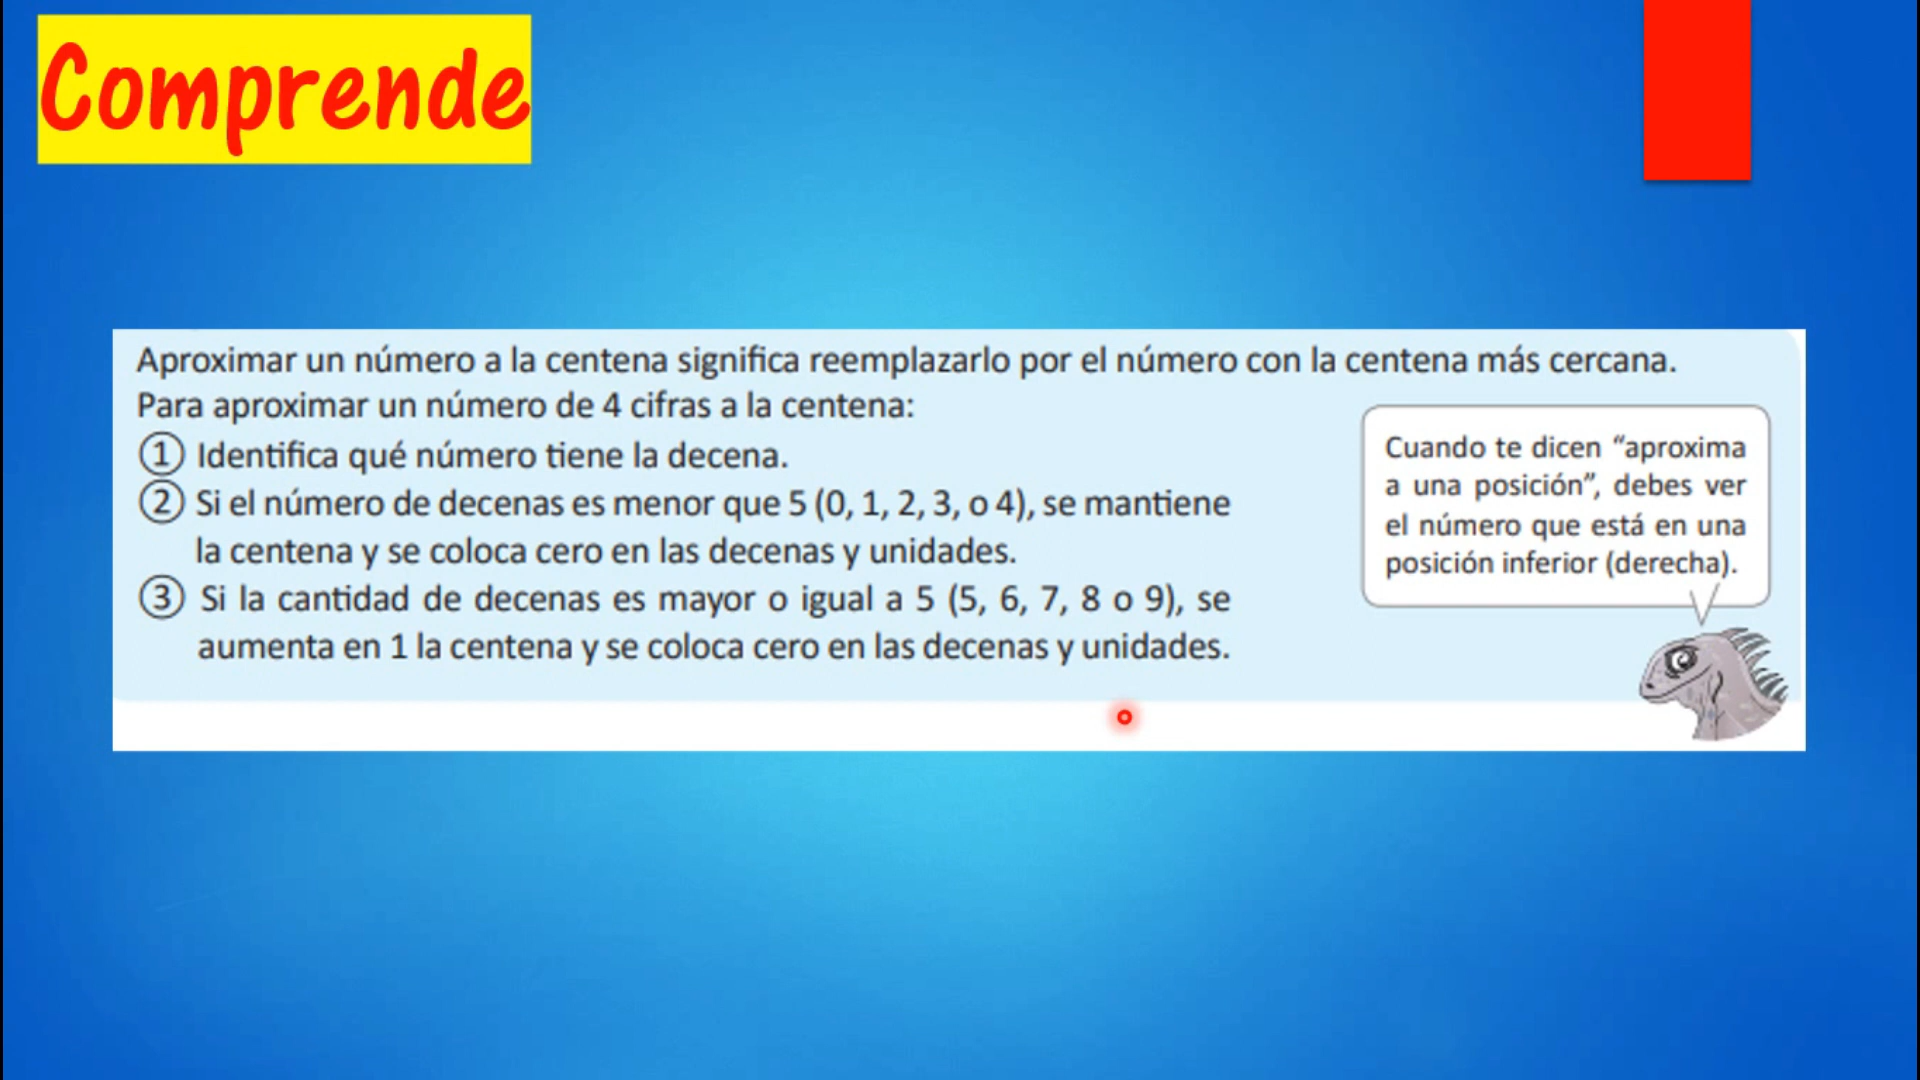 Comprende
Aproximar un número a la centena significa reemplazarlo por el número con la centena más cercana.
Para aproximar un número de 4 cifras a la centena:
① Identifica qué número tiene la decena.
② Si el número de decenas es menor que 5 (0, 1, 2, 3, o 4), se mantiene
la centena y se coloca cero en las decenas y unidades.
③ Si la cantidad de decenas es mayor o igual a 5 (5, 6, 7, 8 o 9), se
aumenta en 1 la centena y se coloca cero en las decenas y unidades.
Cuando te dicen “aproxima
a una posición”, debes ver
el número que está en una
posición inferior (derecha).